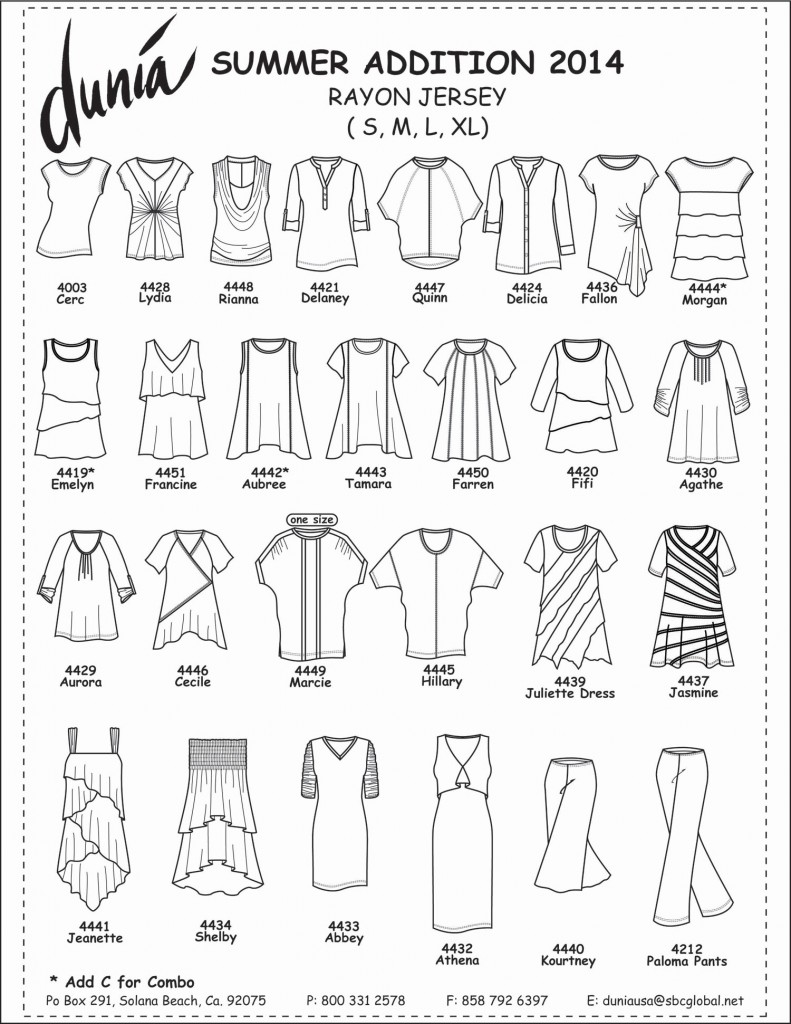 dunia
SUMMER ADDITION 2014
RAYON JERSEY
( S, M, L, XL)
4003 4428 4448 4421 4447 4424 4436 4444*
Cerc Lydia Rianna Delaney Quinn Delicia Fallon Morgan
4419* 4451 4442* 4443 4450 4420 4430
Emelyn Francine Aubree Tamara Farren Fifi Agathe
one size
4429 4446 4449 4445 4439 4437
Aurora Cecile Marcie Hillary Juliette Dress Jasmine
4441 4434 4433 4432 4440 4212
Jeanette Shelby Abbey Athena Kourtney Paloma Pants
* Add C for Combo
Po Box 291, Solana Beach, Ca. 92075 P: 800 331 2578 F: 858 792 6397 E: duniausa@sbcglobal.net